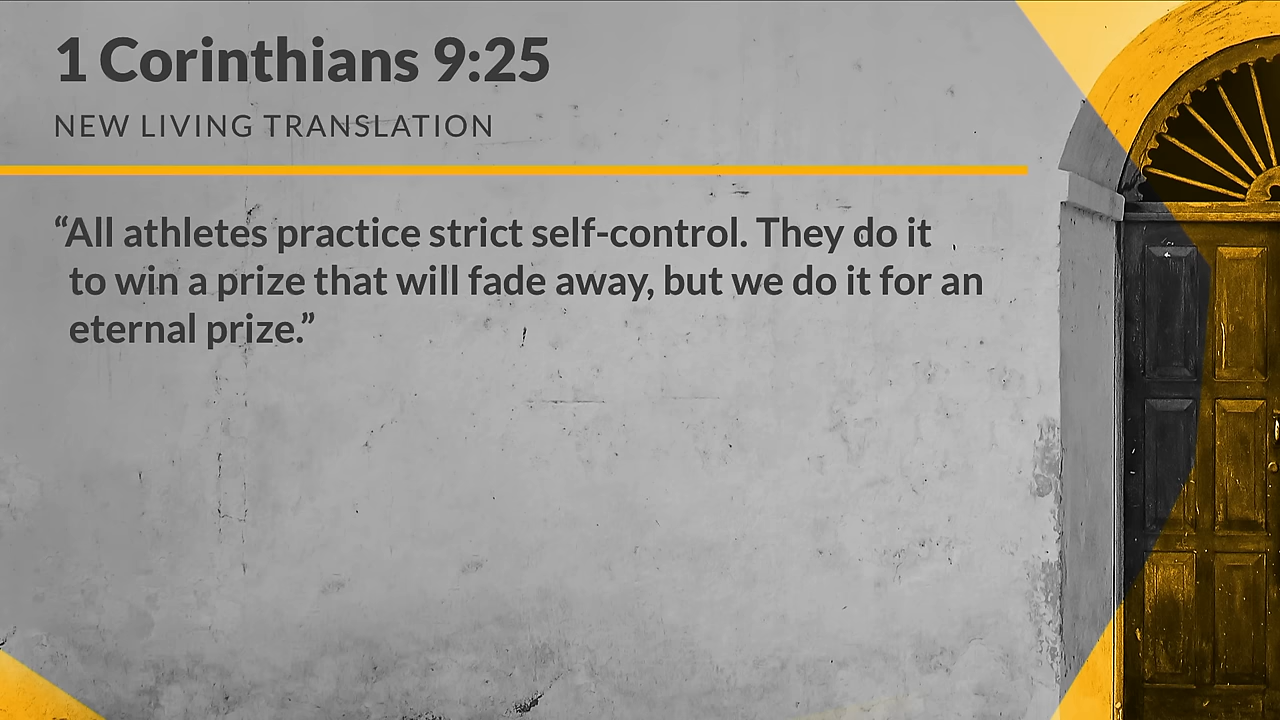 1 Corinthians 9:25
NEW LIVING TRANSLATION
“All athletes practice strict self-control. They do it
to win a prize that will fade away, but we do it for an
eternal prize.”